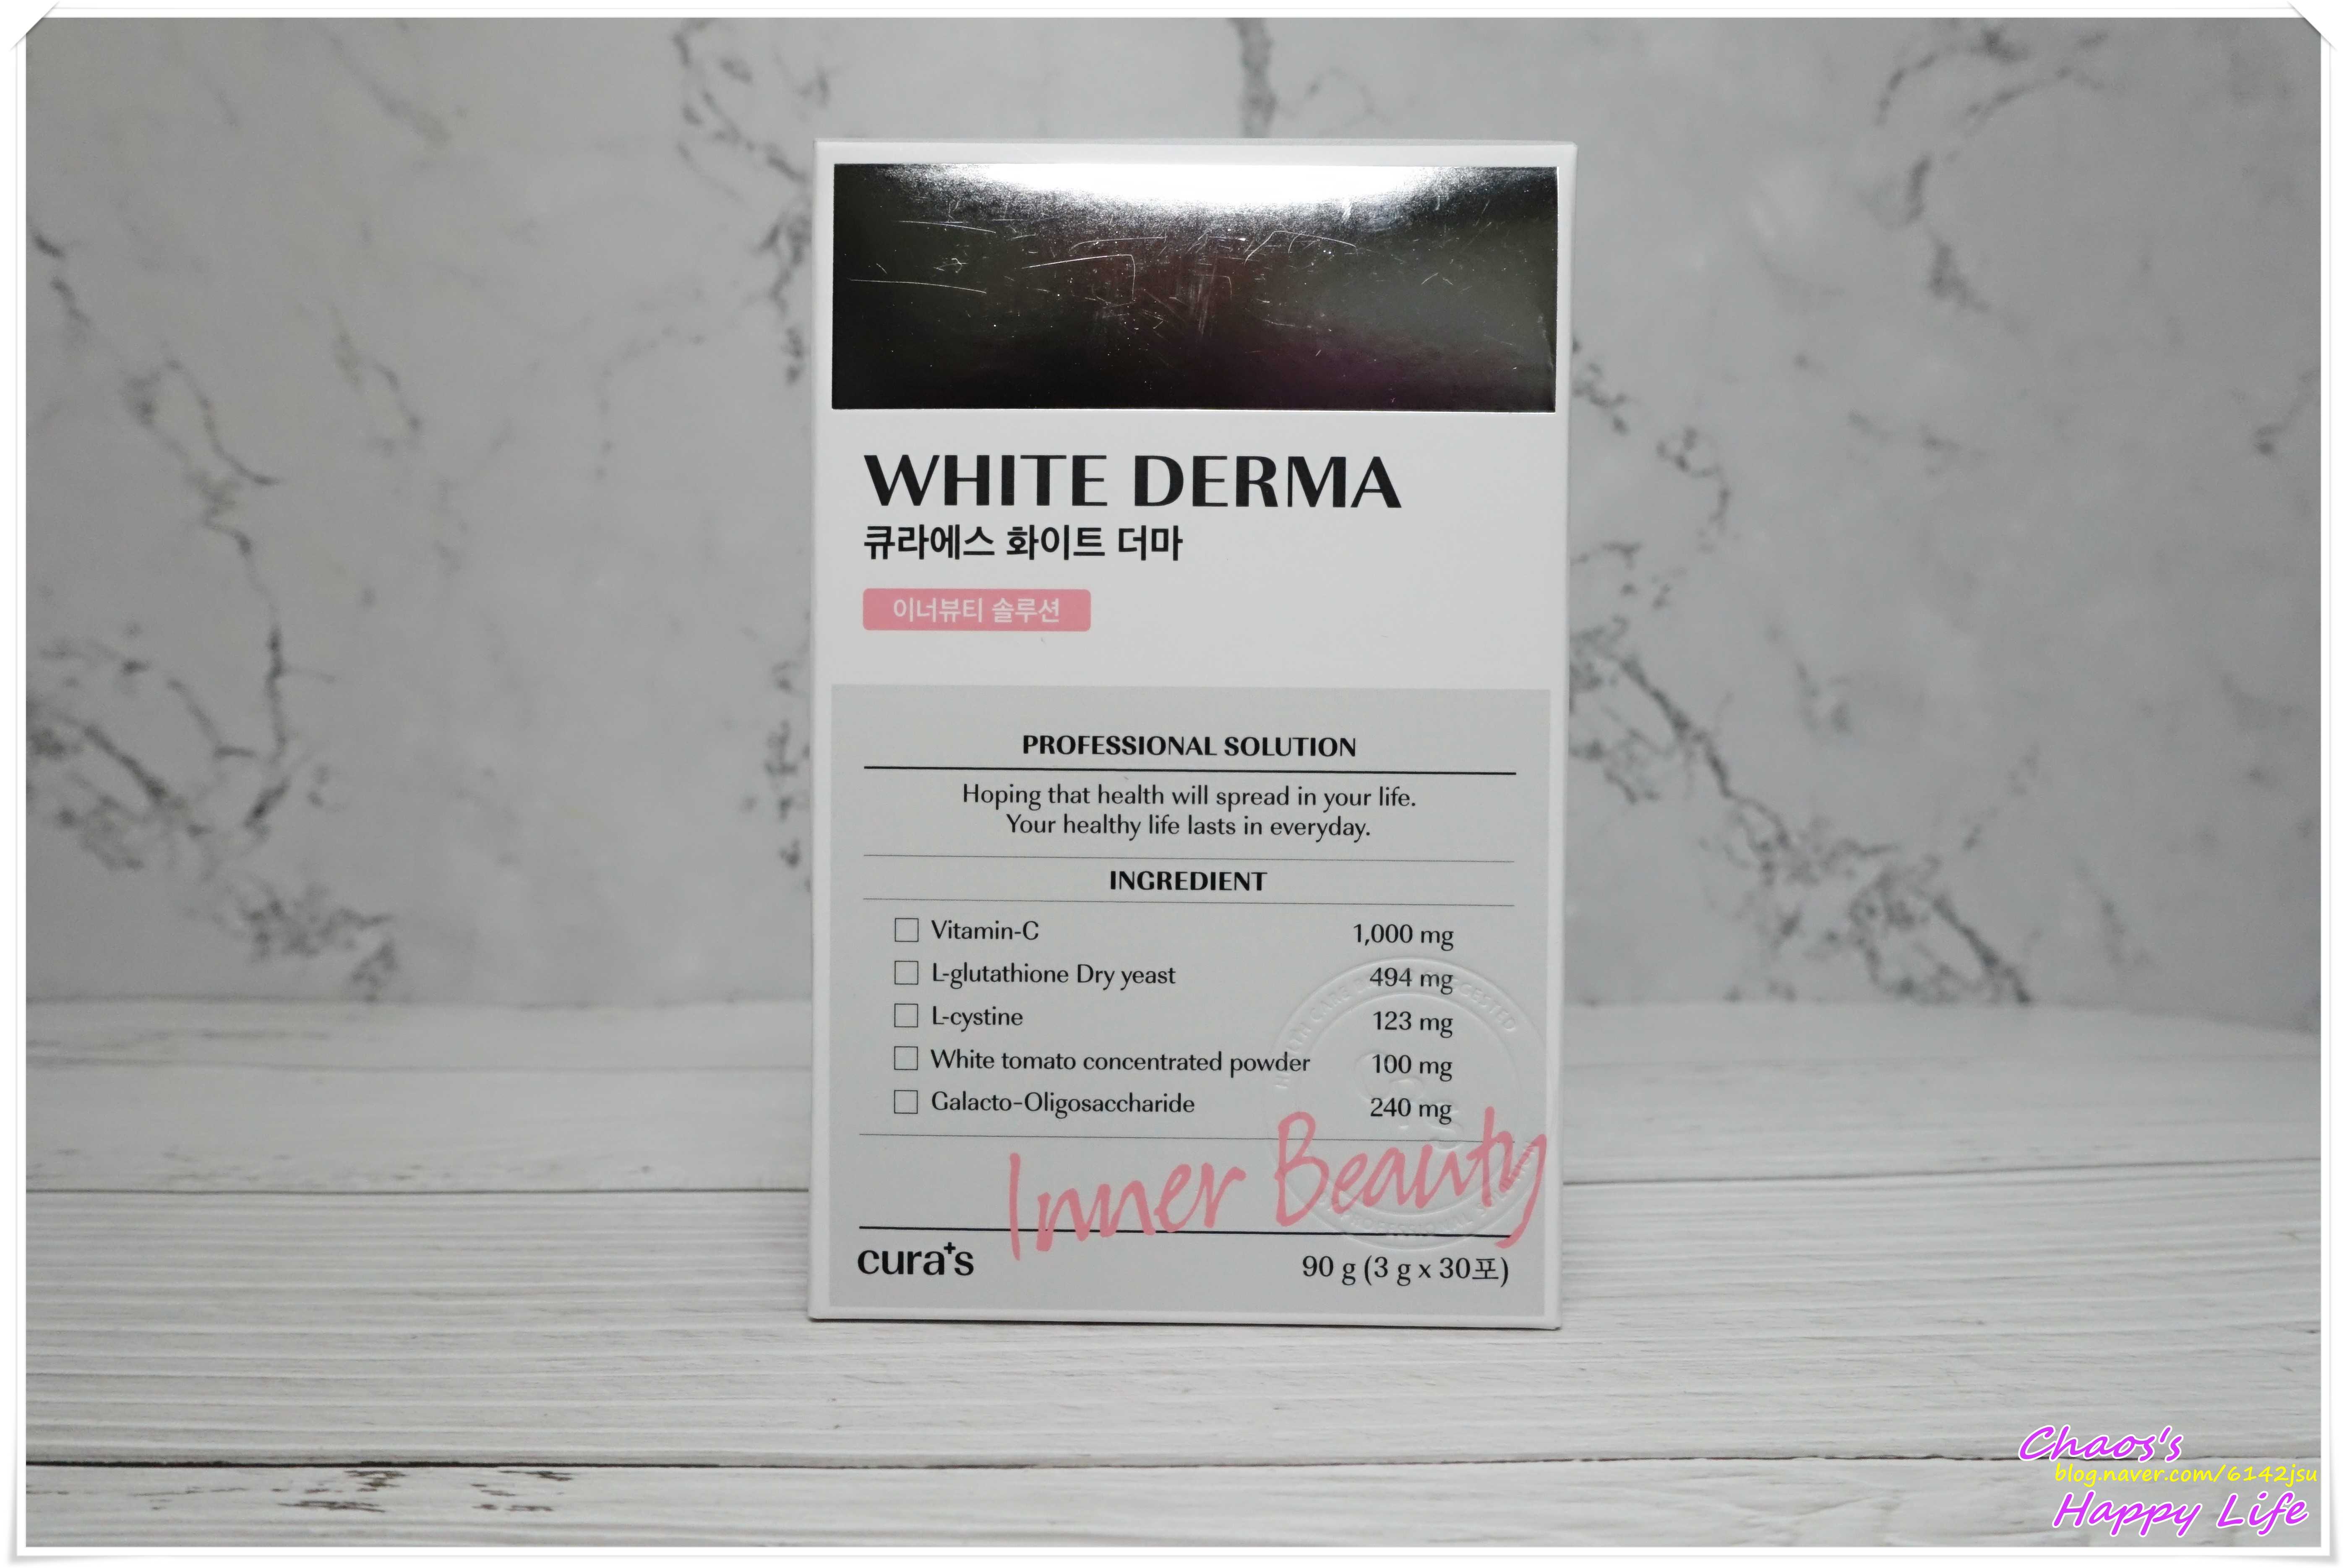 WHITE DERMA
큐라에스 화이트 더마
이너뷰티 솔루션
PROFESSIONAL SOLUTION
Hoping that health will spread in your life.
Your healthy life lasts in everyday.
INGREDIENT
Vitamin-C 1,000 mg
L-glutathione Dry yeast 494 mg
L-cystine 123 mg
White tomato concentrated powder 100 mg
Galacto-Oligosaccharide 240 mg
Inner Beauty
cura+s
90 g (3 g x 30포)
Chaos's
blog.naver.com/6142jsu
Happy Life